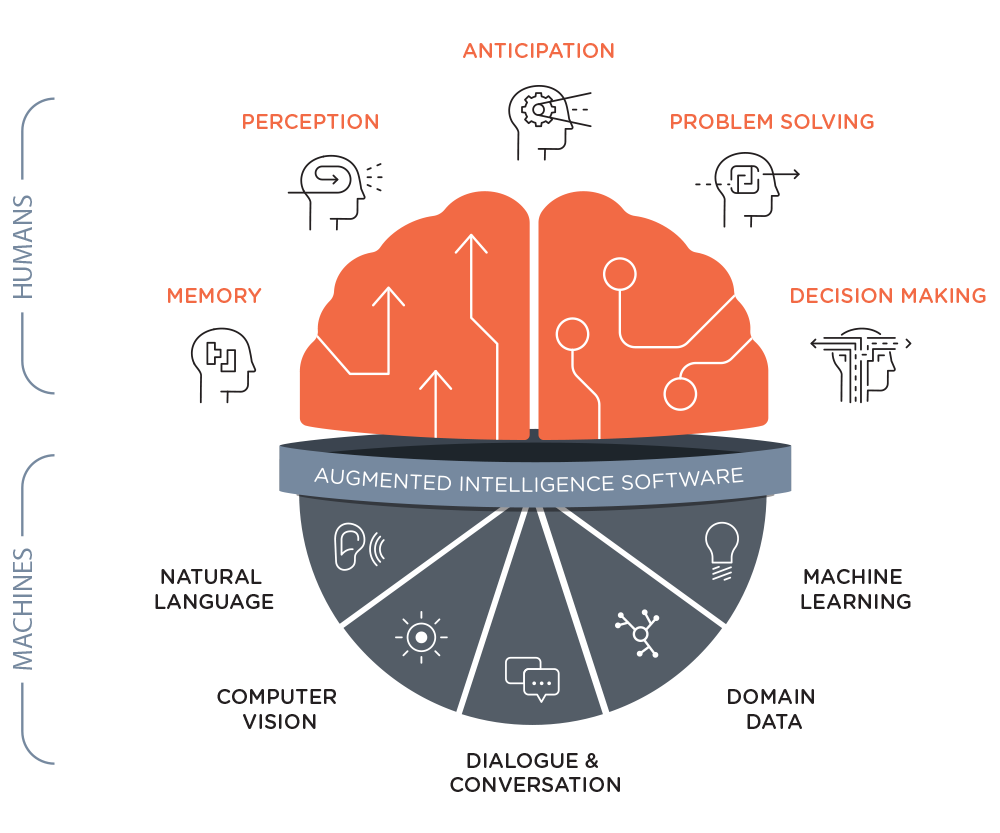 ANTICIPATION
PERCEPTION
PROBLEM SOLVING
HUMANS
MEMORY
DECISION MAKING
AUGMENTED INTELLIGENCE SOFTWARE
MACHINES
NATURAL
LANGUAGE
MACHINE
LEARNING
COMPUTER
VISION
DOMAIN
DATA
DIALOGUE &
CONVERSATION